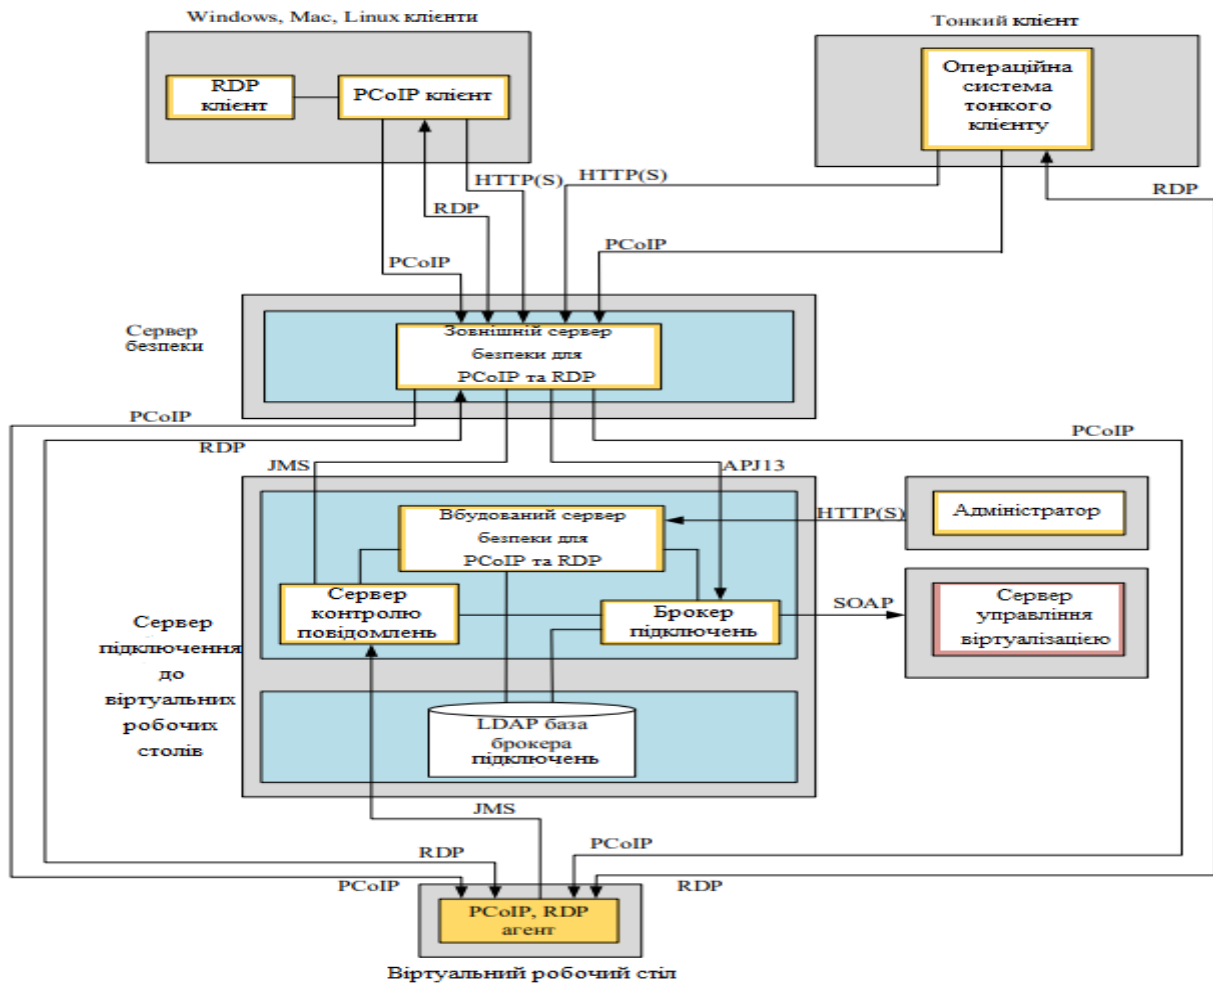 Windows, Mac, Linux клієнти
Тонкий клієнт
RDP
клієнт
PCoIP клієнт
Операційна
система
тонкого
клієнту
HTTP(S)
HTTP(S)
RDP
RDP
PCoIP
PCoIP
Сервер
безпеки
Зовнішній сервер
безпеки для
PCoIP та RDP
PCoIP
RDP
PCoIP
JMS
APJ13
Вбудований сервер
безпеки для
PCoIP та RDP
HTTP(S)
Адміністратор
Сервер
контролю
повідомлень
Брокер
підключень
SOAP
Сервер
управління
віртуалізацією
Сервер
підключення
до
віртуальних
робочих
столів
LDAP база
брокера
підключень
JMS
RDP
PCoIP
PCoIP
RDP
PCoIP, RDP
агент
Віртуальний робочий стіл